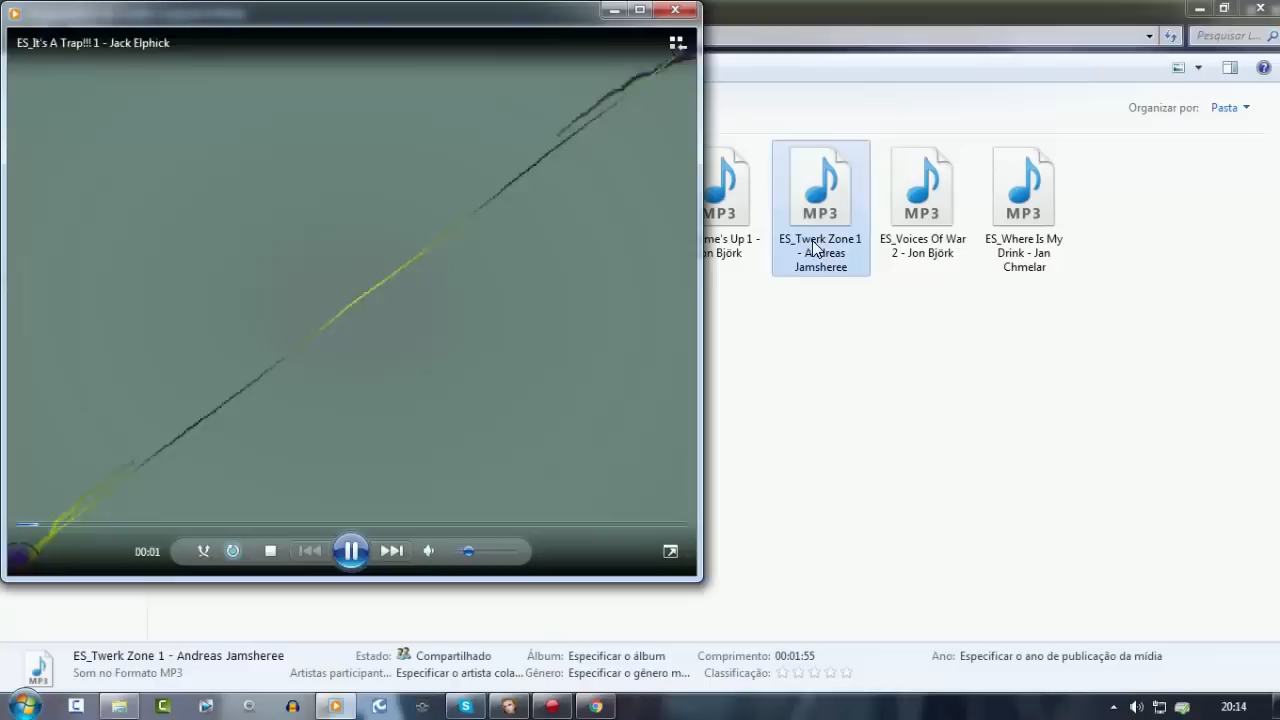 ES_It's A Trap!!! 1 - Jack Elphick
Pesquisar L...
Organizar por: Pasta
MP3
MP3
MP3
MP3
me's Up 1 -
on Björk
ES_Twerk Zone 1
- Andreas
Jamsheree
ES_Voices Of War
2 - Jon Björk
ES_Where Is My
Drink - Jan
Chmelar
00:01
ES_Twerk Zone 1 - Andreas Jamsheree
Estado: Compartilhado
Álbum: Especificar o álbum
Comprimento: 00:01:55
Ano: Especificar o ano de publicação da mídia
Som no Formato MP3
Artistas participant... Especificar o artista cola...
Gênero: Especificar o gênero m...
Classificação:
20:14